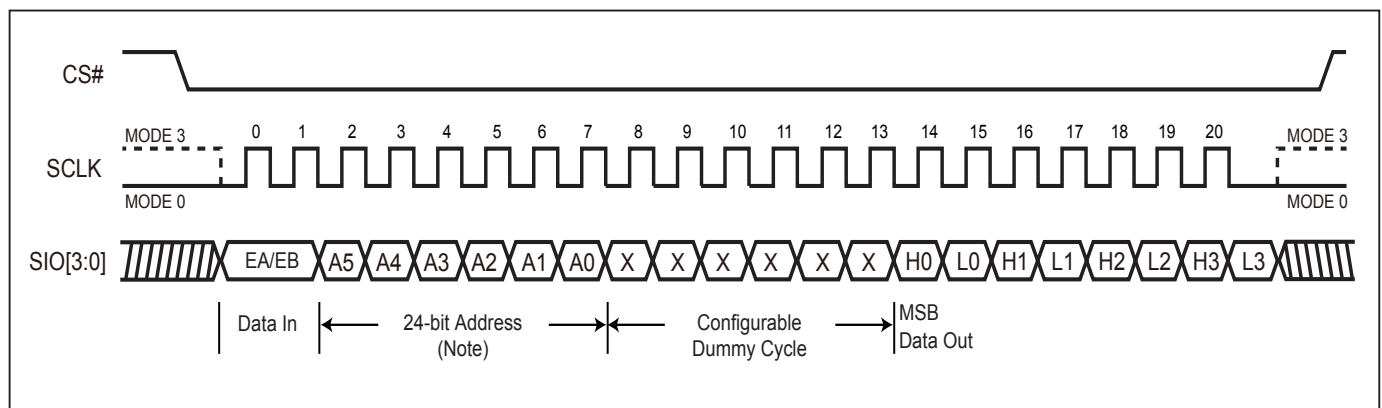 CS#
MODE 3
0 1 2 3 4 5 6 7 8 9 10 11 12 13 14 15 16 17 18 19 20
MODE 3
SCLK
MODE 0
MODE 0
SIO[3:0]
EA/EB A5 A4 A3 A2 A1 A0 X X X X X X H0 L0 H1 L1 H2 L2 H3 L3
Data In
24-bit Address
(Note)
Configurable
Dummy Cycle
MSB
Data Out